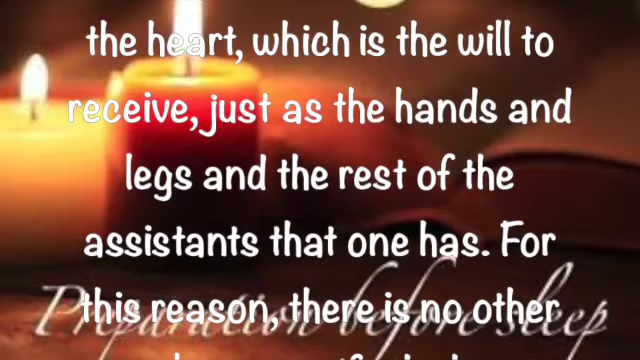 the heart, which is the will to
receive, just as the hands and
legs and the rest of the
assistants that one has. For
this reason, there is no other
Preparation before sleep